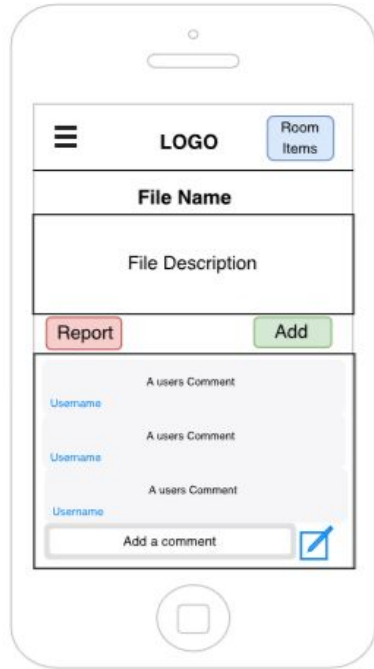 LOGO
Room
Items
File Name
File Description
Report
Add
A users Comment
Username
A users Comment
Username
A users Comment
Username
Add a comment